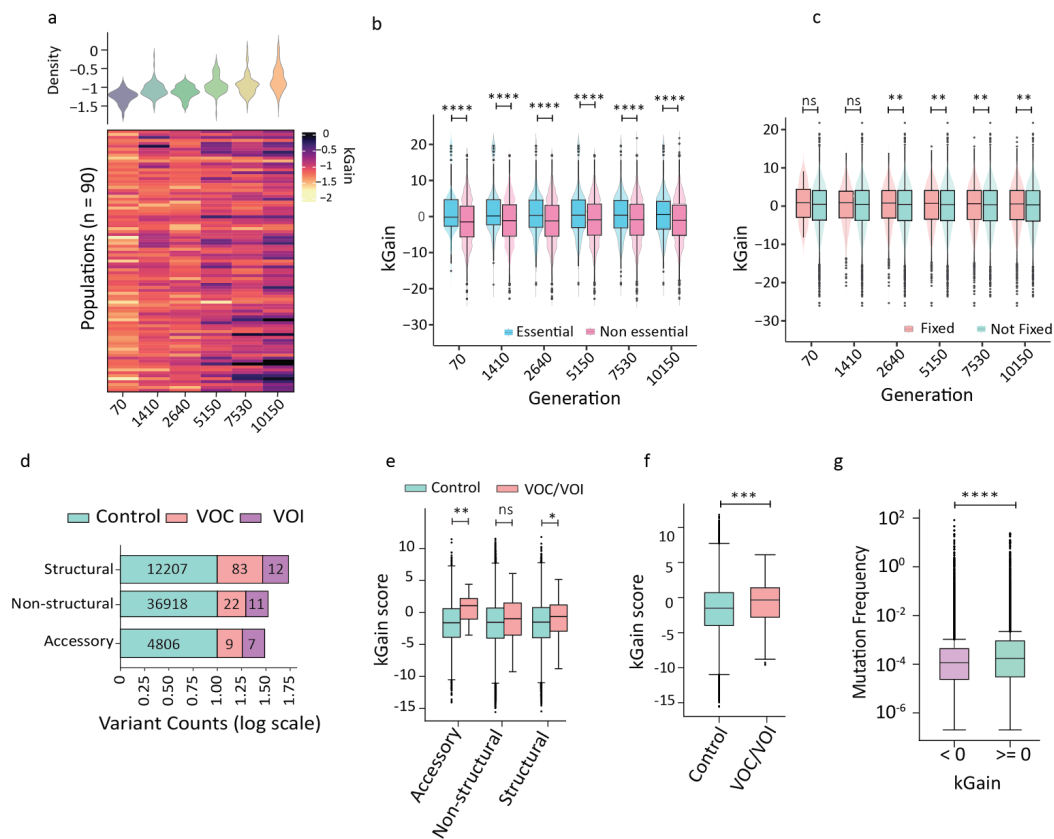 a
Density
0
−1
−1.5
Populations (n = 90)
0
−0.5
−1
−1.5
−2
kGain
70
1410
2640
5150
7530
10150
b
**** **** **** **** **** ****
kGain
20
10
0
−10
−20
−30
Essential
Non essential
70
1410
2640
5150
7530
10150
Generation
c
ns ns ** ** ** **
kGain
20
10
0
−10
−20
−30
Fixed
Not Fixed
70
1410
2640
5150
7530
10150
Generation
d
Control VOC VOI
Structural 12207 83 12
Non-structural 36918 22 11
Accessory 4806 9 7
0
0.25
0.50
0.75
1.00
1.25
1.50
1.75
Variant Counts (log scale)
e
Control VOC/VOI
** ns *
kGain score
10
5
0
-5
-10
-15
Accessory
Non-structural
Structural
f
***
kGain score
10
5
0
-5
-10
-15
Control
VOC/VOI
g
****
Mutation Frequency
10²
10⁰
10⁻²
10⁻⁴
10⁻⁶
< 0 >= 0
kGain